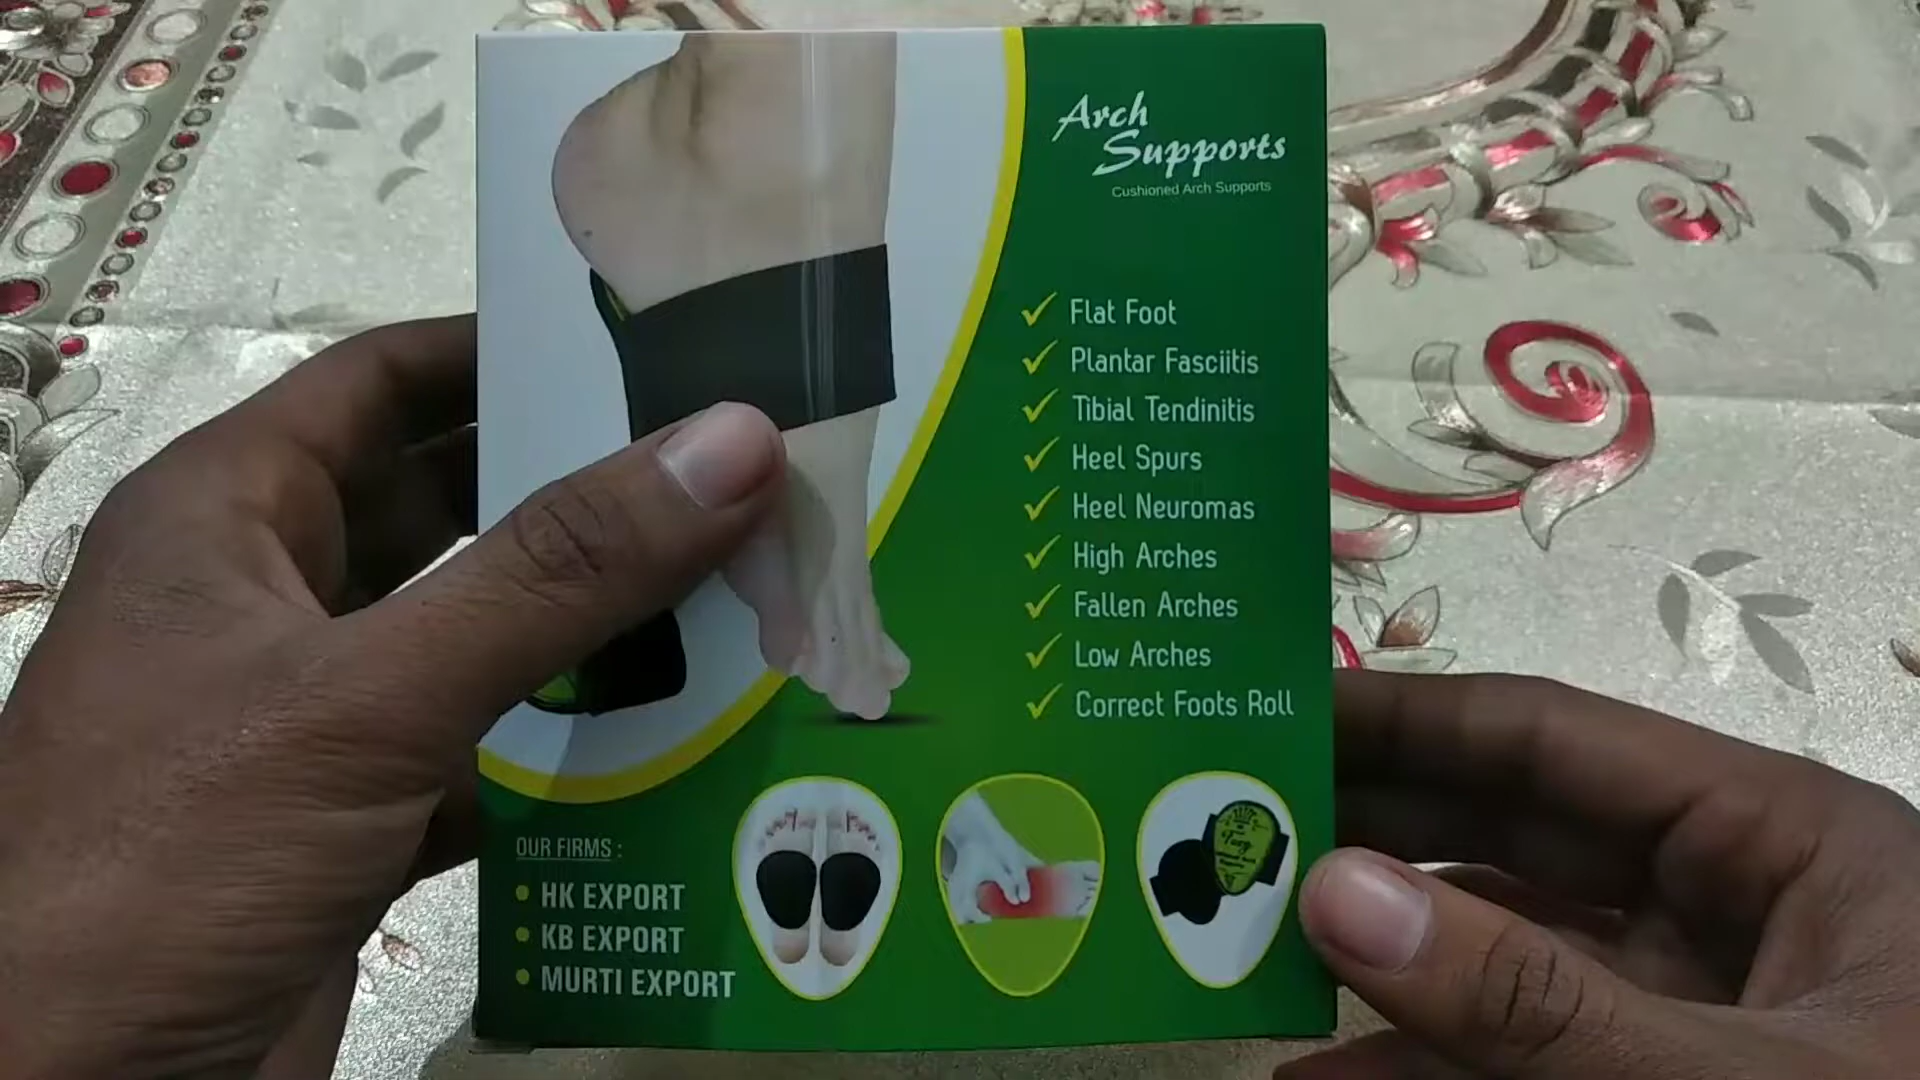 Arch
Supports
Cushioned Arch Supports
Flat Foot
Plantar Fasciitis
Tibial Tendinitis
Heel Spurs
Heel Neuromas
High Arches
Fallen Arches
Low Arches
Correct Foots Roll
OUR FIRMS :
HK EXPORT
KB EXPORT
MURTI EXPORT